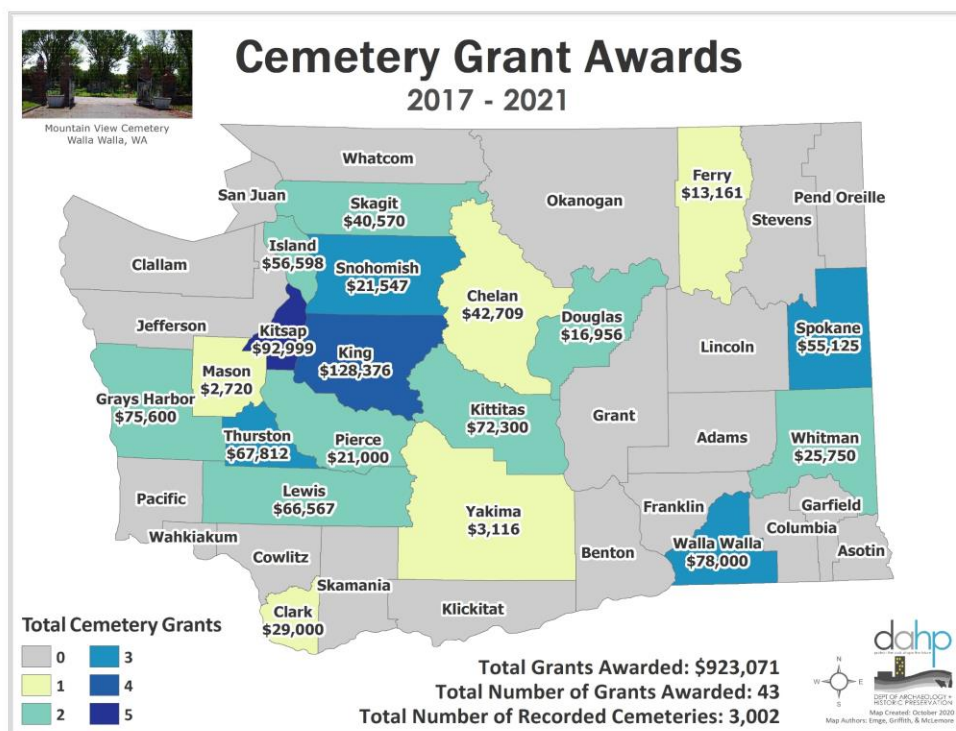 Cemetery Grant Awards
2017 - 2021
Mountain View Cemetery
Walla Walla, WA
Whatcom
San Juan
Skagit
$40,570
Okanogan
Ferry
$13,161
Stevens
Pend Oreille
Island
$56,598
Clallam
Snohomish
$21,547
Chelan
$42,709
Douglas
$16,956
Jefferson
Kitsap
$92,999
King
$128,376
Lincoln
Spokane
$55,125
Mason
$2,720
Grays Harbor
$75,600
Kittitas
$72,300
Grant
Thurston
$67,812
Pierce
$21,000
Adams
Whitman
$25,750
Pacific
Lewis
$66,567
Yakima
$3,116
Franklin
Garfield
Columbia
Wahkiakum
Walla Walla
$78,000
Asotin
Cowlitz
Benton
Skamania
Klickitat
Clark
$29,000
Total Cemetery Grants
0 3
1 4
2 5
Total Grants Awarded: $923,071
Total Number of Grants Awarded: 43
Total Number of Recorded Cemeteries: 3,002
N
W E
S
dahp
DEPT OF ARCHAEOLOGY +
HISTORIC PRESERVATION
Map Created: October 2020
Map Authors: Emge, Griffith, & McLemore